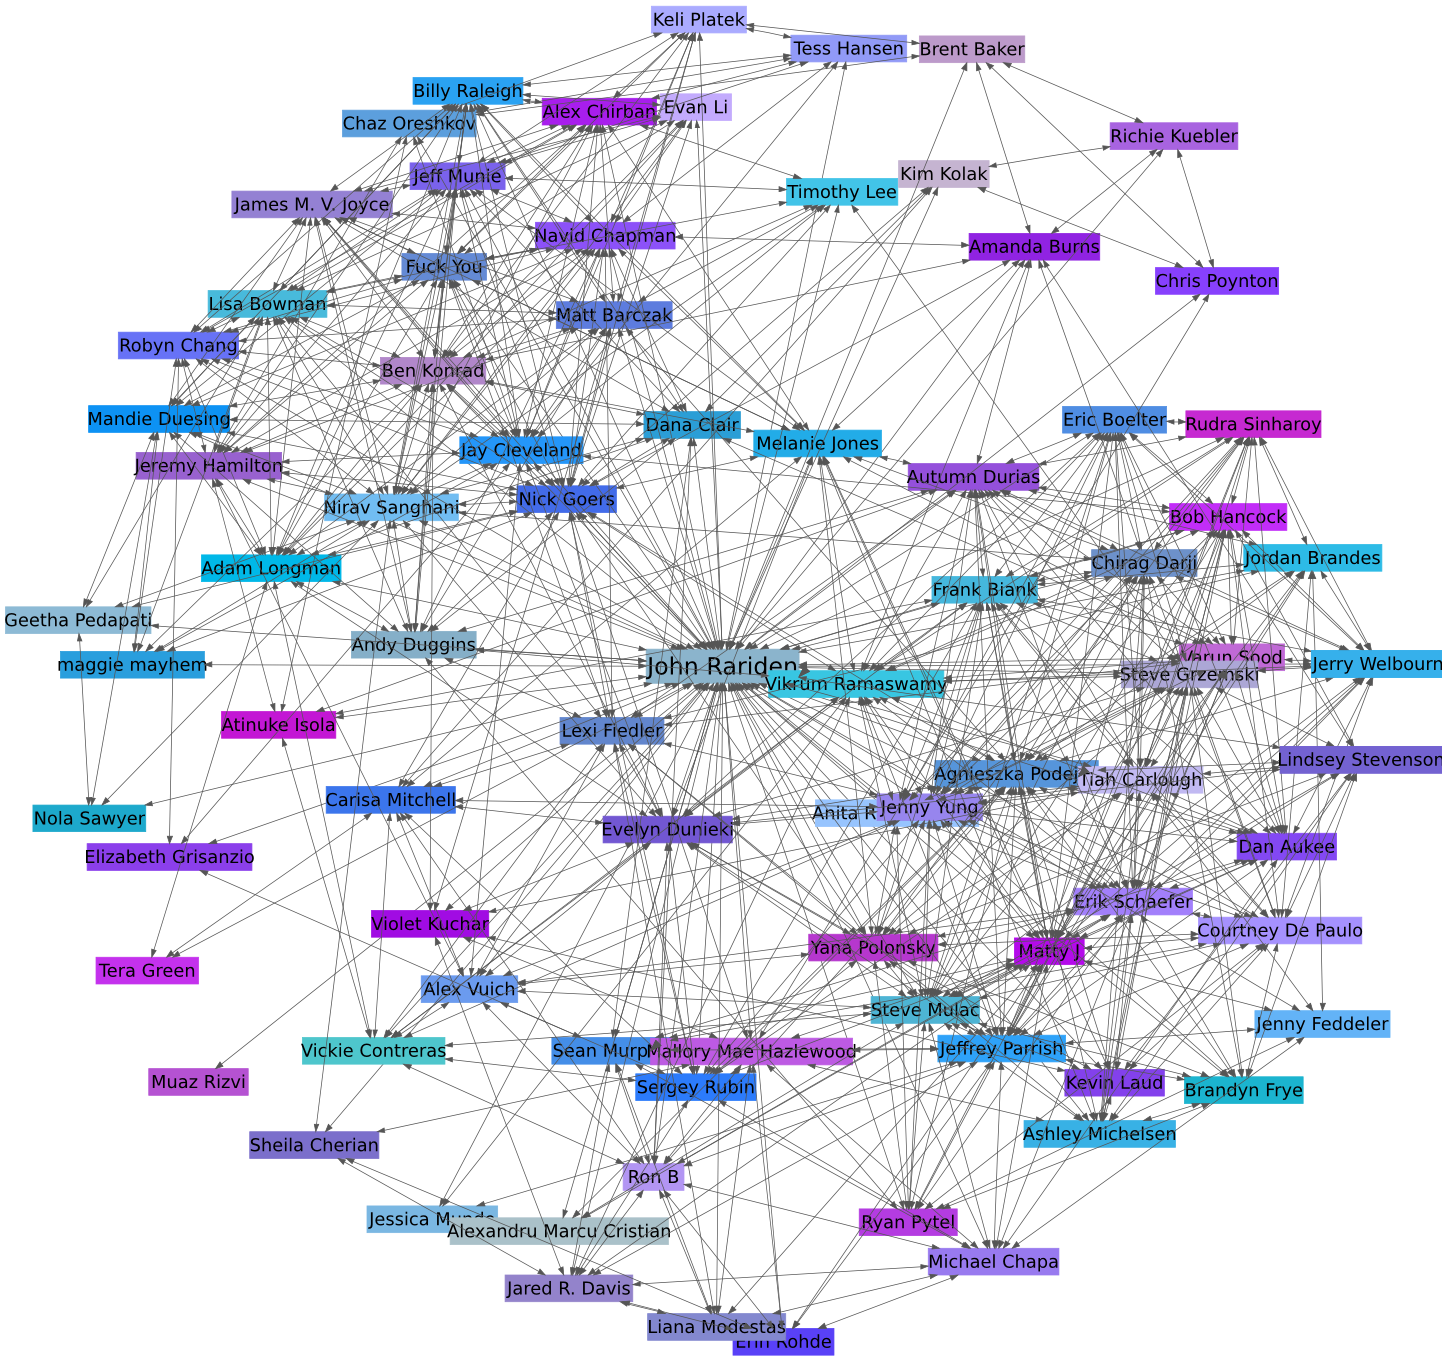 Keli Platek
Tess Hansen
Brent Baker
Billy Raleigh
Alex Chirban
Evan Li
Chaz Oreshkov
Richie Kuebler
Jeff Munie
Kim Kolak
Timothy Lee
James M. V. Joyce
Navid Chapman
Amanda Burns
Fuck You
Chris Poynton
Lisa Bowman
Matt Barczak
Robyn Chang
Ben Konrad
Mandie Duesing
Dana Clair
Eric Boelter
Rudra Sinharoy
Melanie Jones
Jay Cleveland
Jeremy Hamilton
Autumn Durias
Nick Goers
Nirav Sanghani
Bob Hancock
Jordan Brandes
Chirag Darji
Adam Longman
Frank Biank
Geetha Pedapati
Andy Duggins
Varun Sood
maggie mayhem
John Rariden
Jerry Welbourn
Steve Grzemski
Vikrum Ramaswamy
Atinuke Isola
Lexi Fiedler
Lindsey Stevenson
Agnieszka Podej
Tiah Carlough
Carisa Mitchell
Jenny Yung
Anita R
Nola Sawyer
Evelyn Dunieki
Dan Aukee
Elizabeth Grisanzio
Erik Schaefer
Violet Kuchar
Courtney De Paulo
Yana Polonsky
Matty J
Tera Green
Alex Vuich
Steve Mulac
Jenny Feddeler
Vickie Contreras
Sean Murp
Mallory Mae Hazlewood
Jeffrey Parrish
Muaz Rizvi
Sergey Rubin
Kevin Laud
Brandyn Frye
Ashley Michelsen
Sheila Cherian
Ron B
Jessica Munde
Alexandru Marcu Cristian
Ryan Pytel
Michael Chapa
Jared R. Davis
Liana Modestas
Erin Rohde